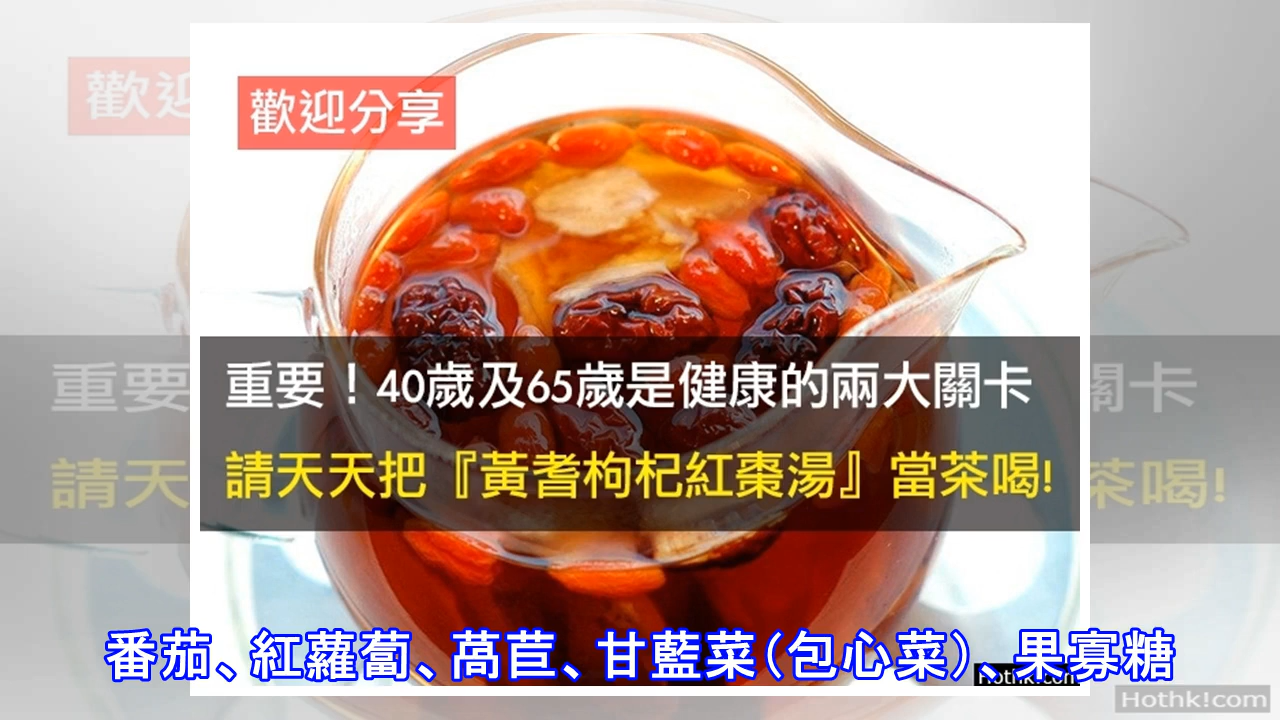 歡迎分享
重要！40歲及65歲是健康的兩大關卡
請天天把『黃耆枸杞紅棗湯』當茶喝!
番茄、紅蘿蔔、萵苣、甘藍菜（包心菜）、果寡糖
Hothk!com
Hothk!com